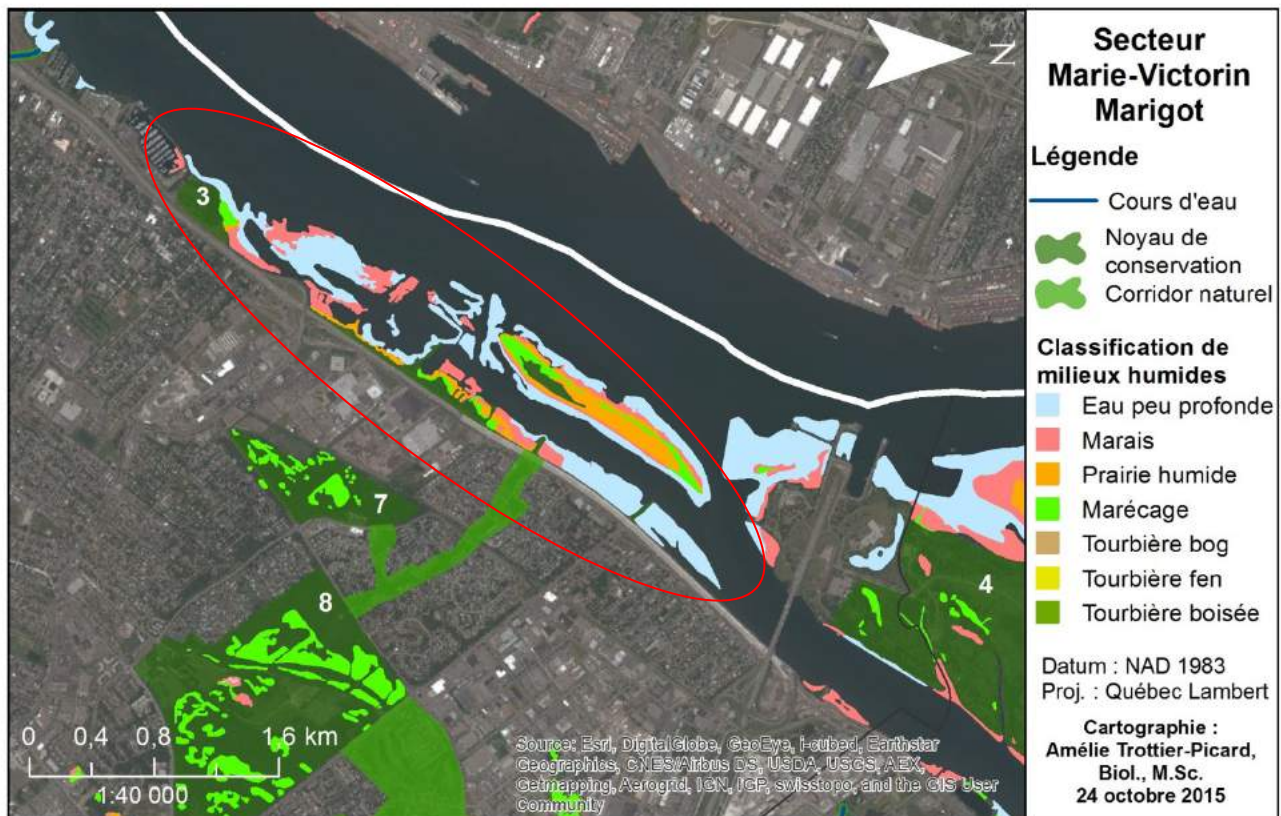 Secteur
Marie-Victorin
Marigot
Légende
Cours d'eau
Noyau de
conservation
Corridor naturel
Classification de
milieux humides
Eau peu profonde
Marais
Prairie humide
Marécage
Tourbière bog
Tourbière fen
Tourbière boisée
Datum : NAD 1983
Proj. : Québec Lambert
Cartographie :
Amélie Trottier-Picard,
Biol., M.Sc.
24 octobre 2015
N
3
7
8
4
0 0,4 0,8 1,6 km
1:40 000
Source: Esri, DigitalGlobe, GeoEye, i-cubed, Earthstar
Geographics, CNES/Airbus DS, USDA, USGS, AEX,
Getmapping, Aerogrid, IGN, IGP, swisstopo, and the GIS User
Community